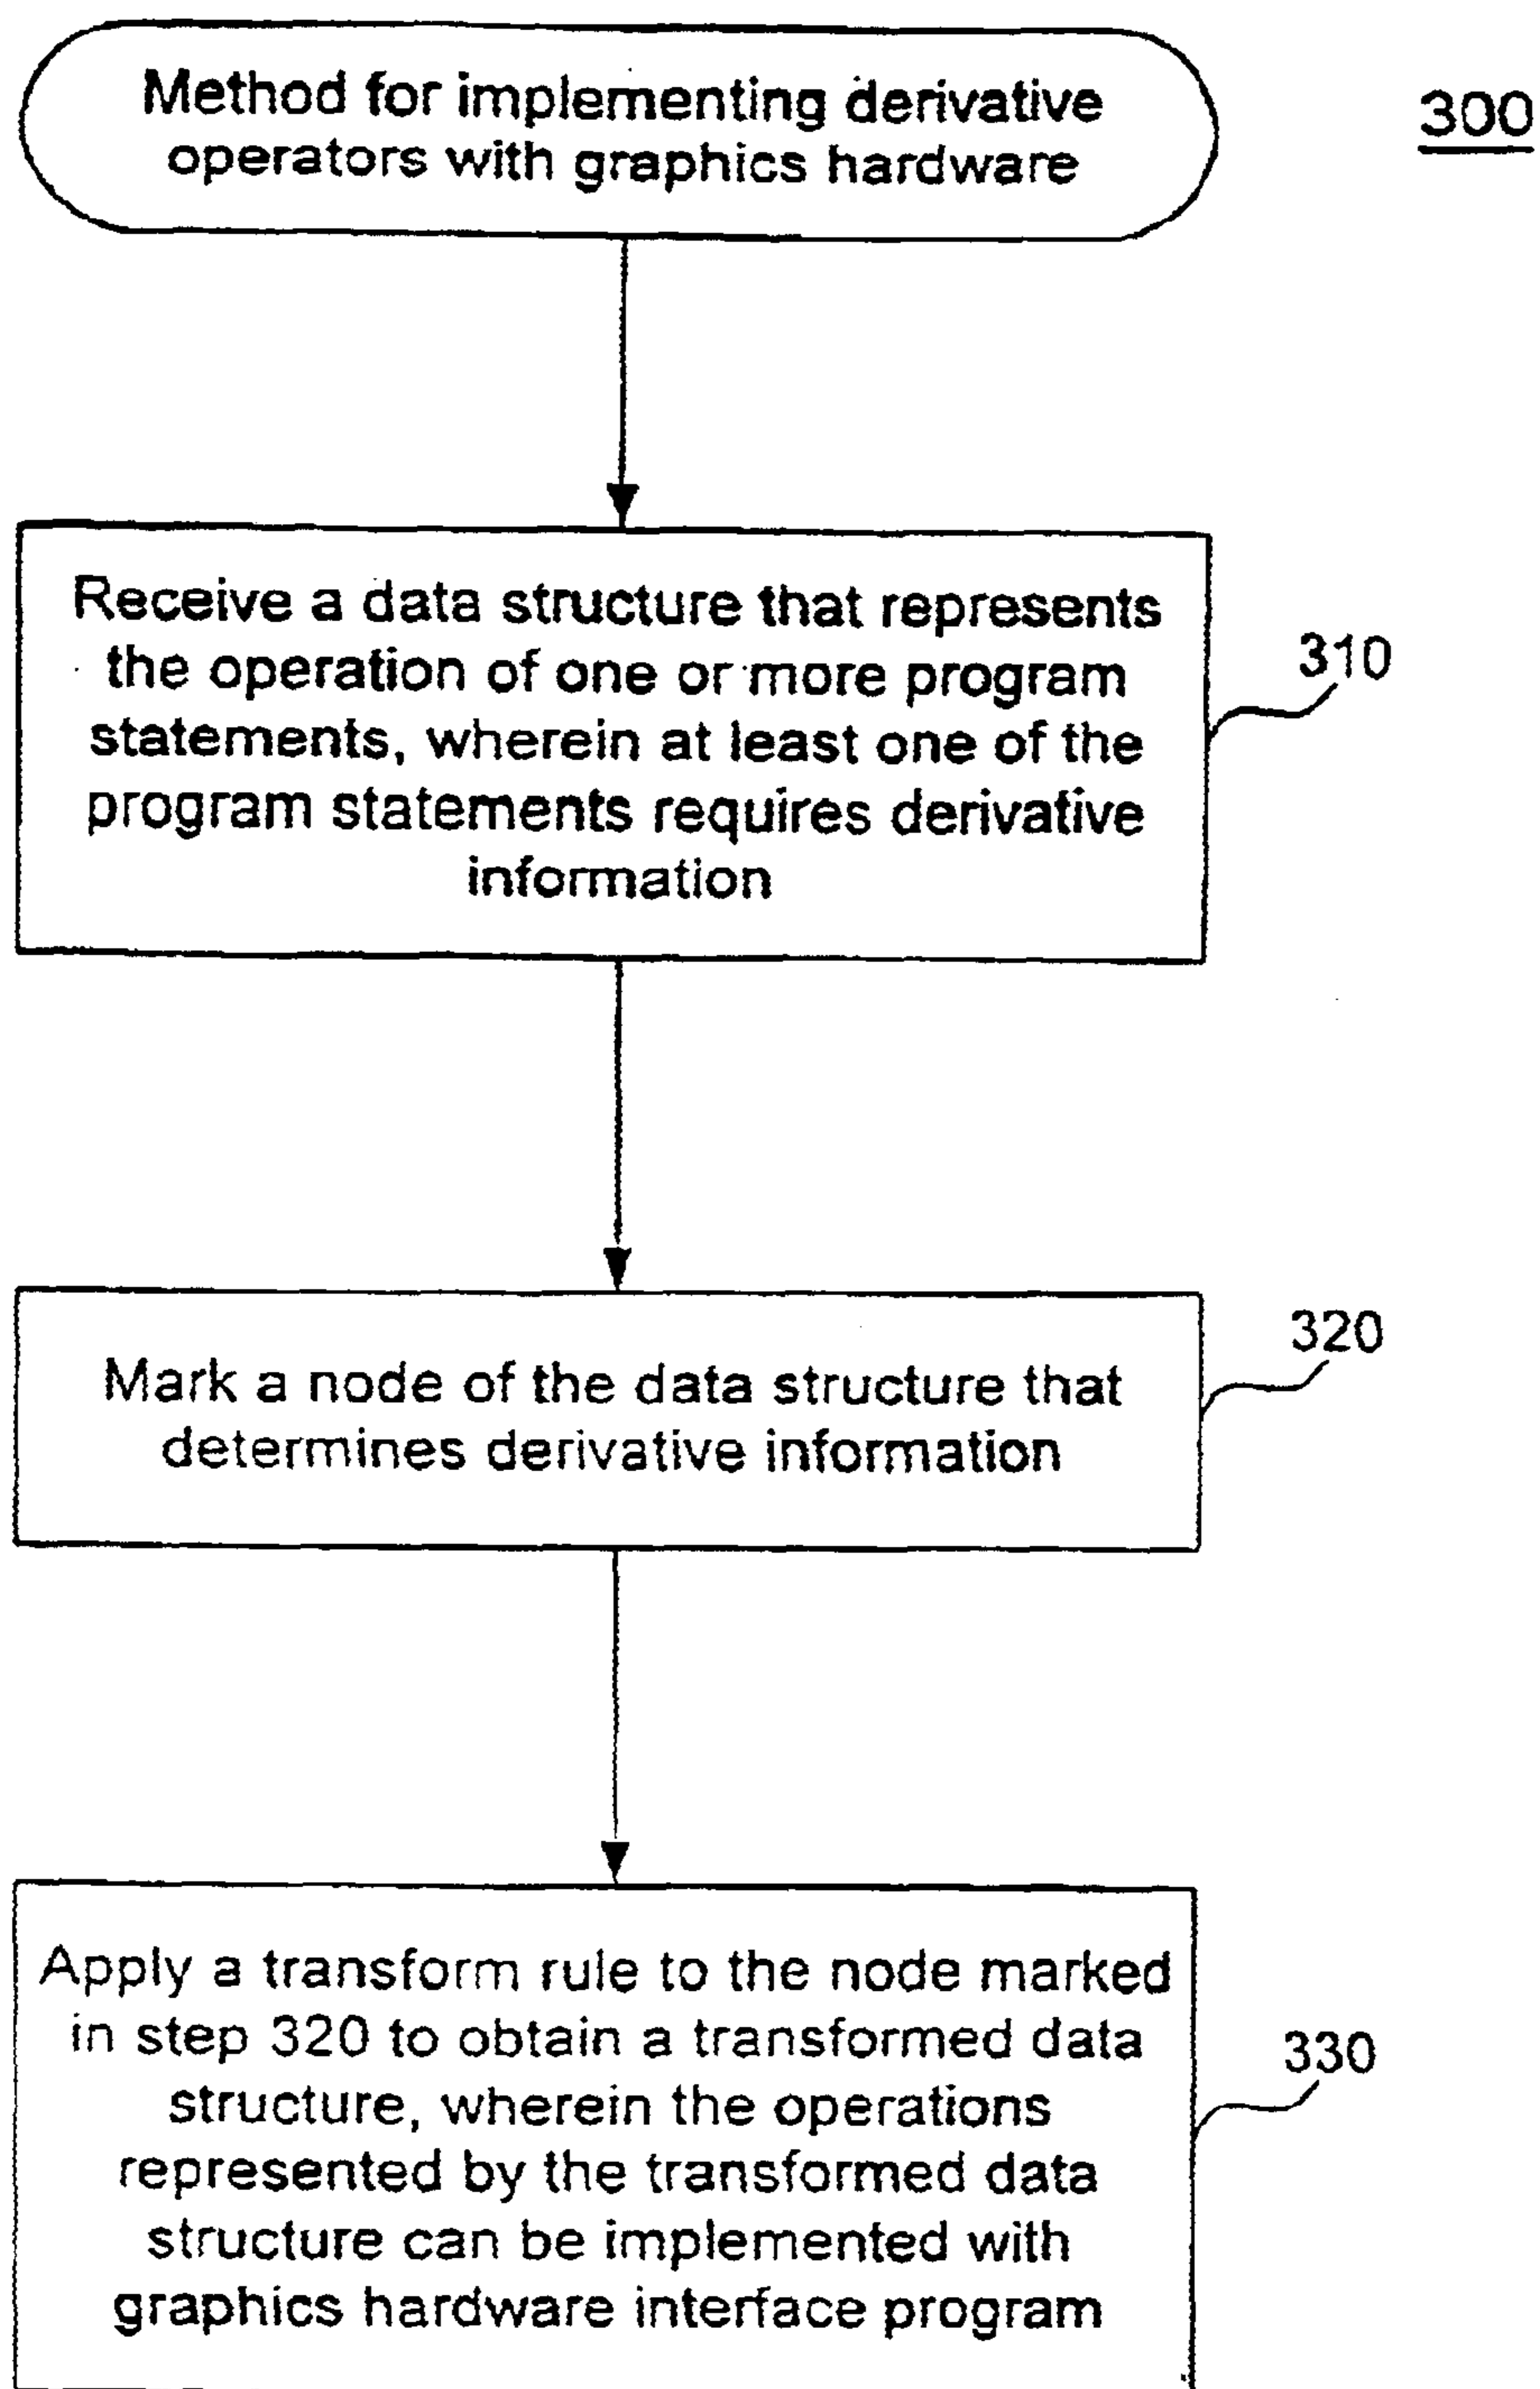 Method for implementing derivative
operators with graphics hardware
300
Receive a data structure that represents
the operation of one or more program
statements, wherein at least one of the
program statements requires derivative
information
310
Mark a node of the data structure that
determines derivative information
320
Apply a transform rule to the node marked
in step 320 to obtain a transformed data
structure, wherein the operations
represented by the transformed data
structure can be implemented with
graphics hardware interface program
330